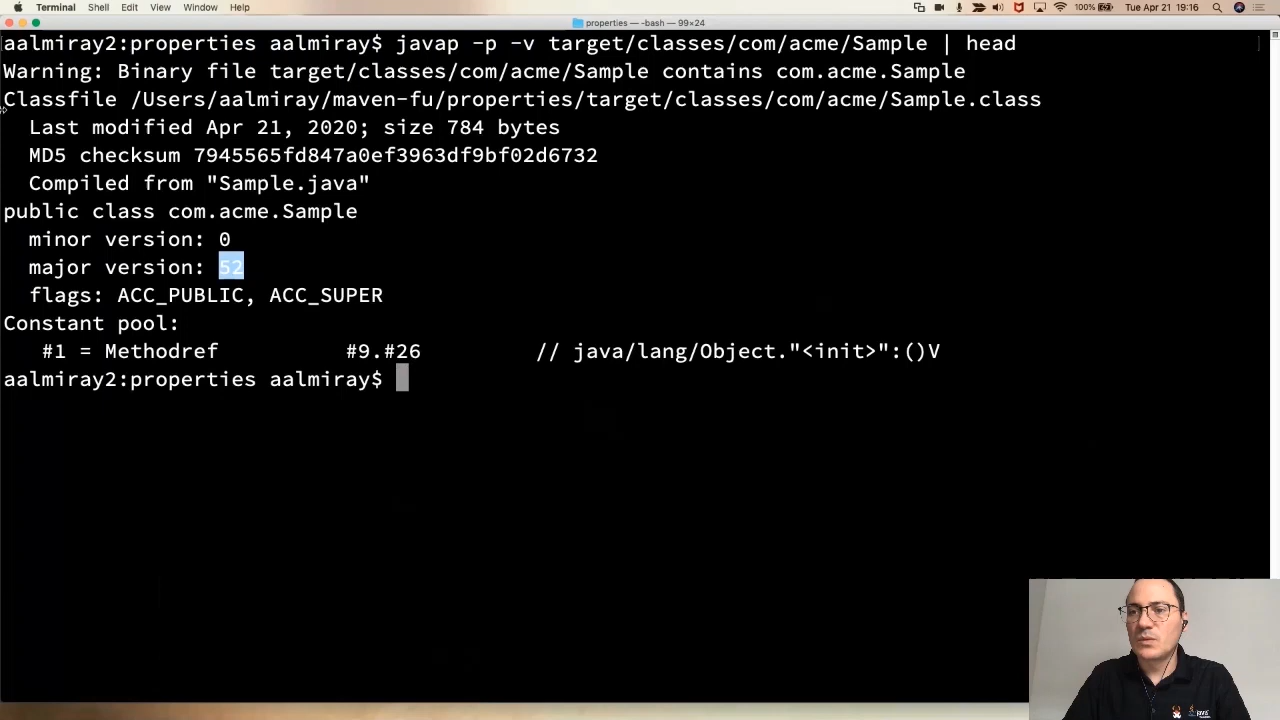 Terminal Shell Edit View Window Help 100% Tue Apr 21 19:16
properties — -bash — 99×24
aalmiray2:properties aalmiray$ javap -p -v target/classes/com/acme/Sample | head
Warning: Binary file target/classes/com/acme/Sample contains com.acme.Sample
Classfile /Users/aalmiray/maven-fu/properties/target/classes/com/acme/Sample.class
  Last modified Apr 21, 2020; size 784 bytes
  MD5 checksum 7945565fd847a0ef3963df9bf02d6732
  Compiled from "Sample.java"
public class com.acme.Sample
  minor version: 0
  major version: 52
  flags: ACC_PUBLIC, ACC_SUPER
Constant pool:
   #1 = Methodref          #9.#26         // java/lang/Object."<init>":()V
aalmiray2:properties aalmiray$